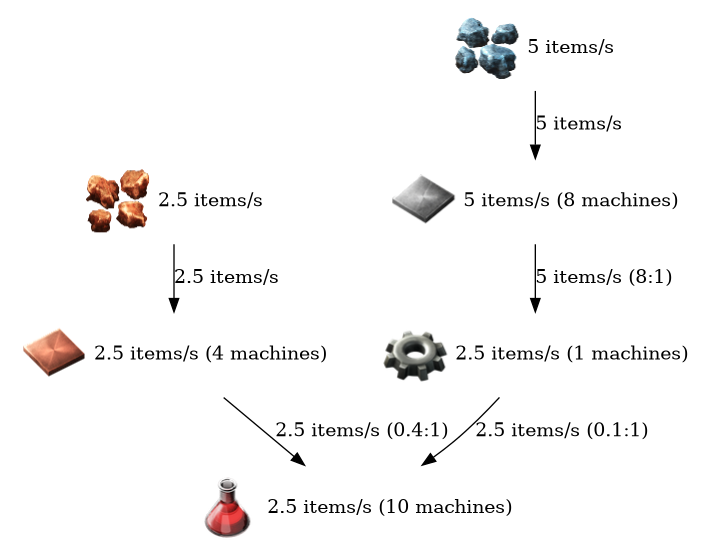 5 items/s
5 items/s
2.5 items/s
5 items/s (8 machines)
2.5 items/s
5 items/s (8:1)
2.5 items/s (4 machines)
2.5 items/s (1 machines)
2.5 items/s (0.4:1)
2.5 items/s (0.1:1)
2.5 items/s (10 machines)